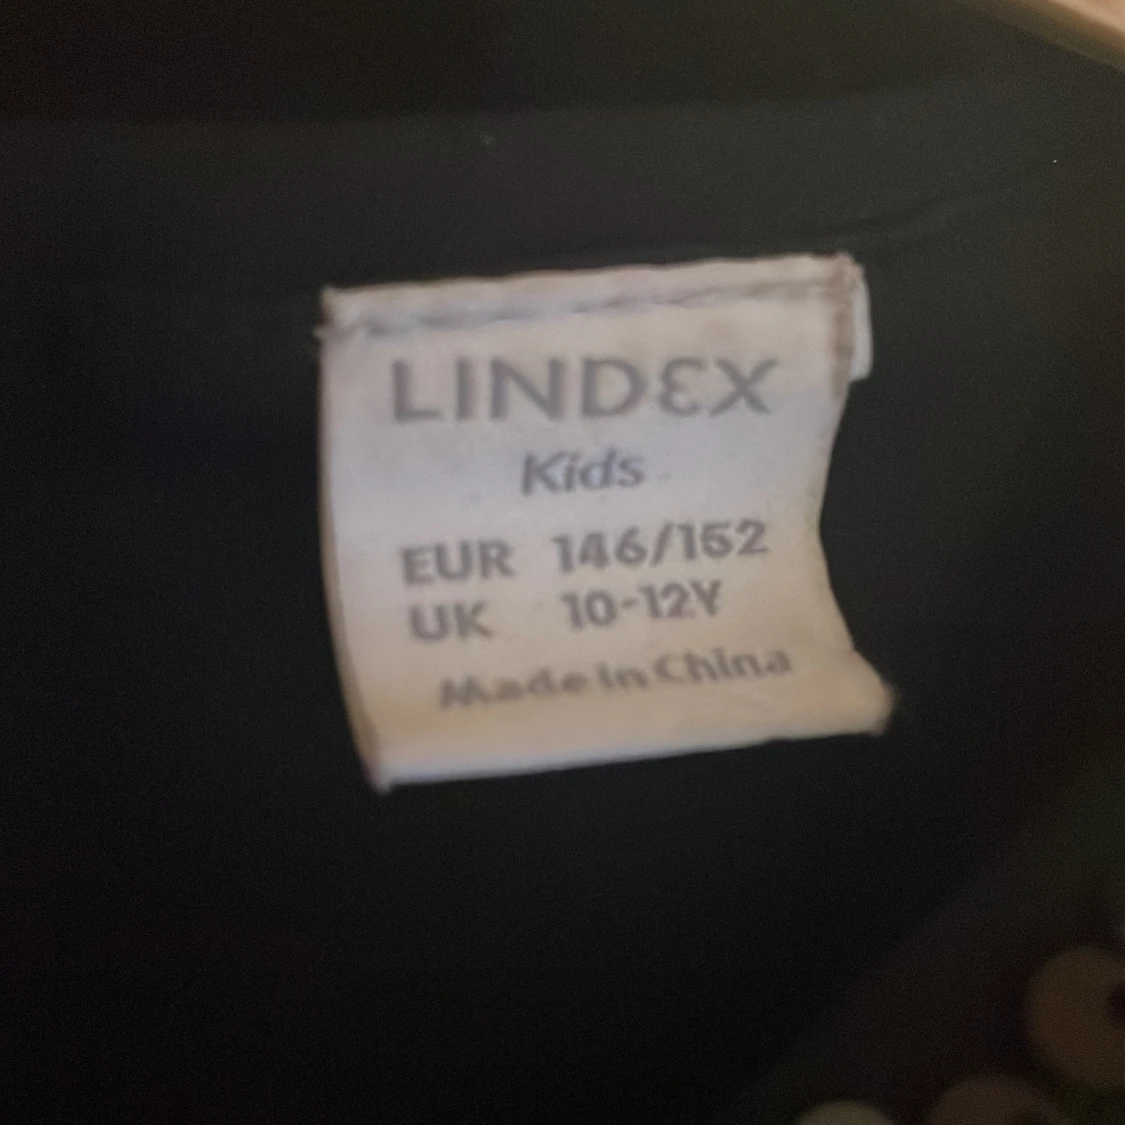 LINDEX
Kids
EUR 146/152
UK 10-12Y
Made in China